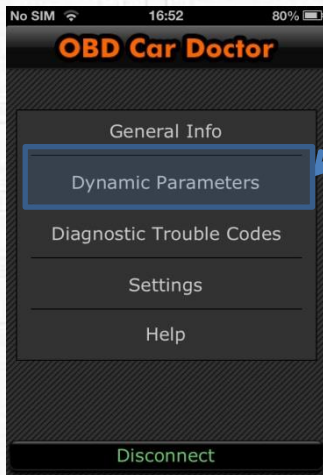 No SIM 16:52 80%
OBD Car Doctor
General Info
Dynamic Parameters
Diagnostic Trouble Codes
Settings
Help
Disconnect